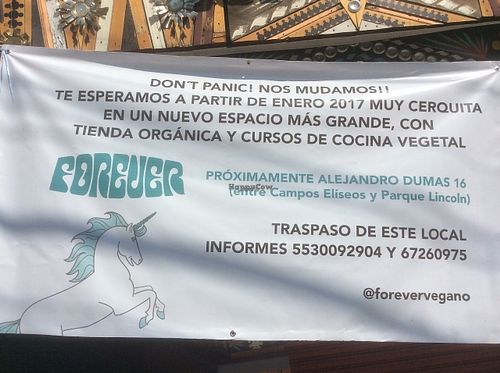 DON'T PANIC! NOS MUDAMOS!!
TE ESPERAMOS A PARTIR DE ENERO 2017 MUY CERQUITA
EN UN NUEVO ESPACIO MÁS GRANDE, CON
TIENDA ORGÁNICA Y CURSOS DE COCINA VEGETAL
FOREVER
PRÓXIMAMENTE ALEJANDRO DUMAS 16
HappyCow
(entre Campos Elíseos y Parque Lincoln)
TRASPASO DE ESTE LOCAL
INFORMES 5530092904 Y 67260975
@forevervegano